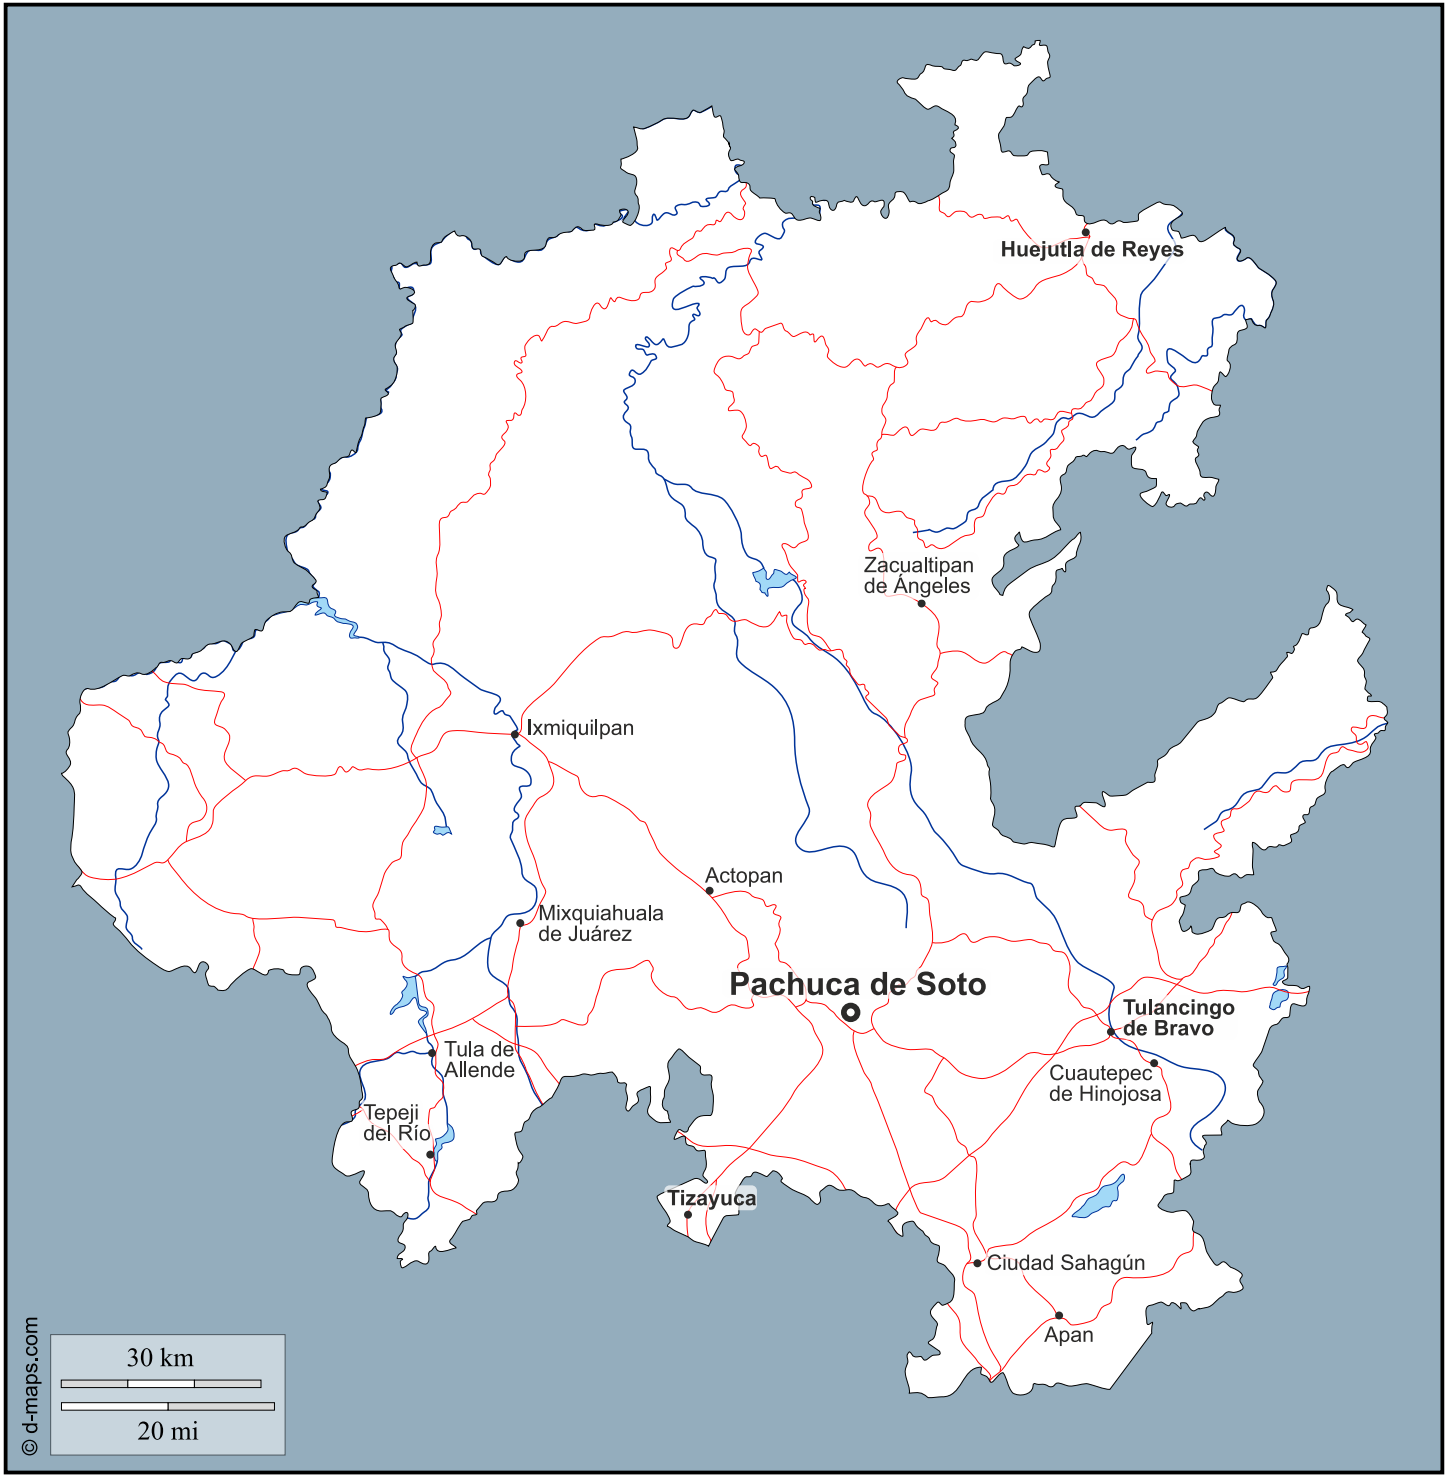 Huejutla de Reyes
Zacualtipan
de Ángeles
Ixmiquilpan
Actopan
Mixquiahuala
de Juárez
Pachuca de Soto
Tulancingo
de Bravo
Tula de
Allende
Cuautepec
de Hinojosa
Tepeji
del Río
Tizayuca
Ciudad Sahagún
Apan
30 km
20 mi
© d-maps.com